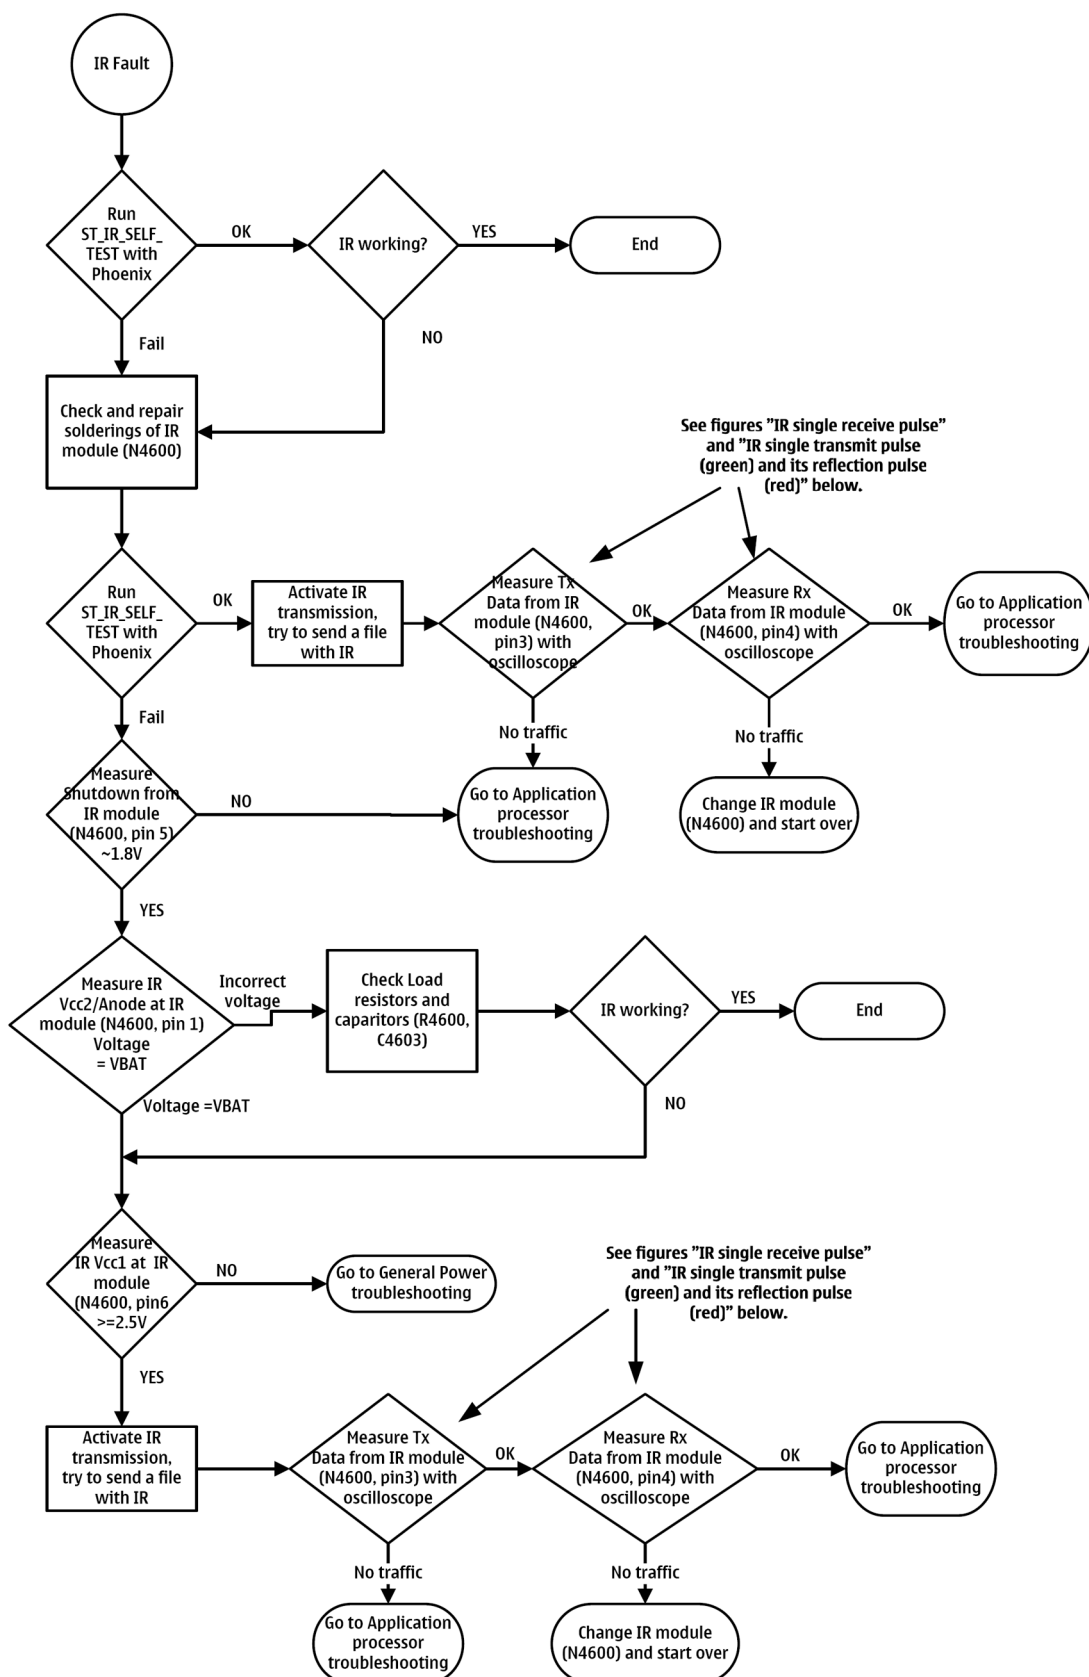 IR Fault
Run
ST_IR_SELF_
TEST with
Phoenix
OK
IR working?
YES
End
Fail
NO
Check and repair
solderings of IR
module (N4600)
See figures ”IR single receive pulse”
and ”IR single transmit pulse
(green) and its reflection pulse
(red)” below.
Run
ST_IR_SELF_
TEST with
Phoenix
OK
Activate IR
transmission,
try to send a file
with IR
Measure Tx
Data from IR
module (N4600,
pin3) with
oscilloscope
OK
Measure Rx
Data from IR module
(N4600, pin4) with
oscilloscope
OK
Go to Application
processor
troubleshooting
Fail
No traffic
No traffic
Measure
Shutdown from
IR module
(N4600, pin 5)
~1.8V
NO
Go to Application
processor
troubleshooting
Change IR module
(N4600) and start over
YES
Measure IR
Vcc2/Anode at IR
module (N4600, pin 1)
Voltage
= VBAT
Incorrect
voltage
Check Load
resistors and
caparitors (R4600,
C4603)
IR working?
YES
End
Voltage =VBAT
NO
Measure
IR Vcc1 at IR
module
(N4600, pin6
>=2.5V
NO
Go to General Power
troubleshooting
See figures ”IR single receive pulse”
and ”IR single transmit pulse
(green) and its reflection pulse
(red)” below.
YES
Activate IR
transmission,
try to send a file
with IR
Measure Tx
Data from IR module
(N4600, pin3) with
oscilloscope
OK
Measure Rx
Data from IR module
(N4600, pin4) with
oscilloscope
OK
Go to Application
processor
troubleshooting
No traffic
No traffic
Go to Application
processor
troubleshooting
Change IR module
(N4600) and start over